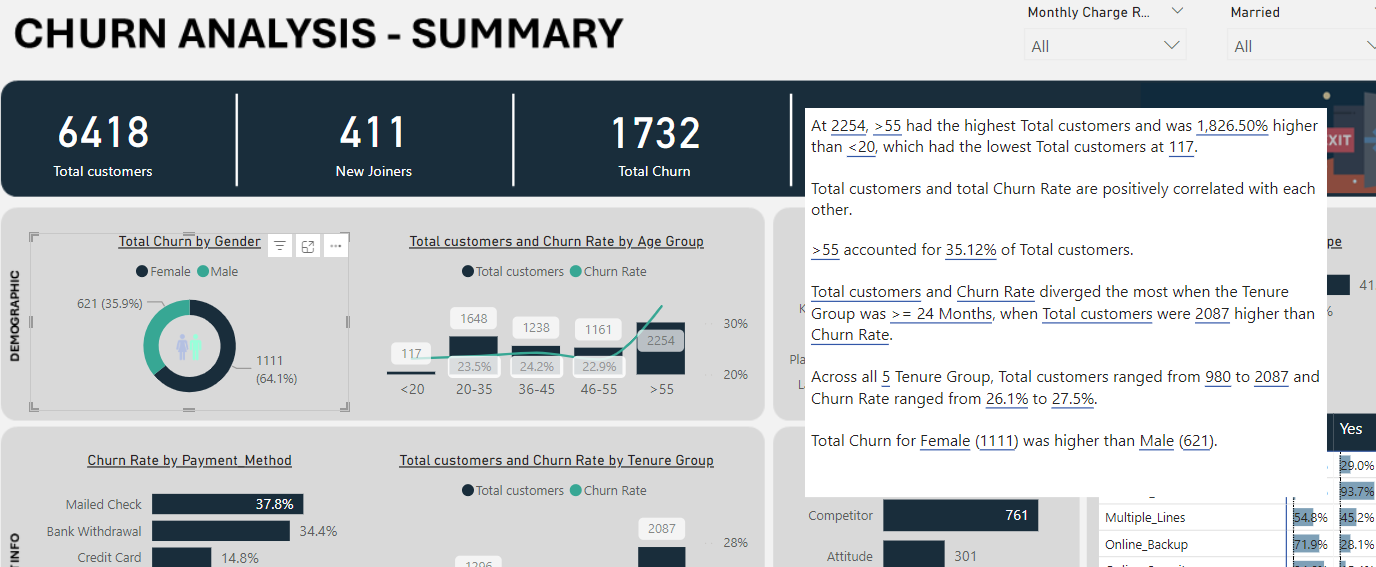 CHURN ANALYSIS - SUMMARY
Monthly Charge R...
Married
All
All
6418
Total customers
411
New Joiners
1732
Total Churn
EXIT
At 2254, >55 had the highest Total customers and was 1,826.50% higher
than <20, which had the lowest Total customers at 117.
Total customers and total Churn Rate are positively correlated with each
other.
>55 accounted for 35.12% of Total customers.
Total customers and Churn Rate diverged the most when the Tenure
Group was >= 24 Months, when Total customers were 2087 higher than
Churn Rate.
Across all 5 Tenure Group, Total customers ranged from 980 to 2087 and
Churn Rate ranged from 26.1% to 27.5%.
Total Churn for Female (1111) was higher than Male (621).
DEMOGRAPHIC
Total Churn by Gender
Female Male
621 (35.9%)
1111
(64.1%)
Total customers and Churn Rate by Age Group
Total customers Churn Rate
117
1648
1238
1161
2254
23.5%
24.2%
22.9%
30%
20%
<20
20-35
36-45
46-55
>55
pe
41
%
K
Pla
L
INFO
Churn Rate by Payment_Method
Mailed Check
37.8%
Bank Withdrawal
34.4%
Credit Card
14.8%
Total customers and Churn Rate by Tenure Group
Total customers Churn Rate
2087
28%
Competitor
761
Attitude
301
Yes
29.0%
93.7%
Multiple_Lines
54.8%
45.2%
Online_Backup
71.9%
28.1%